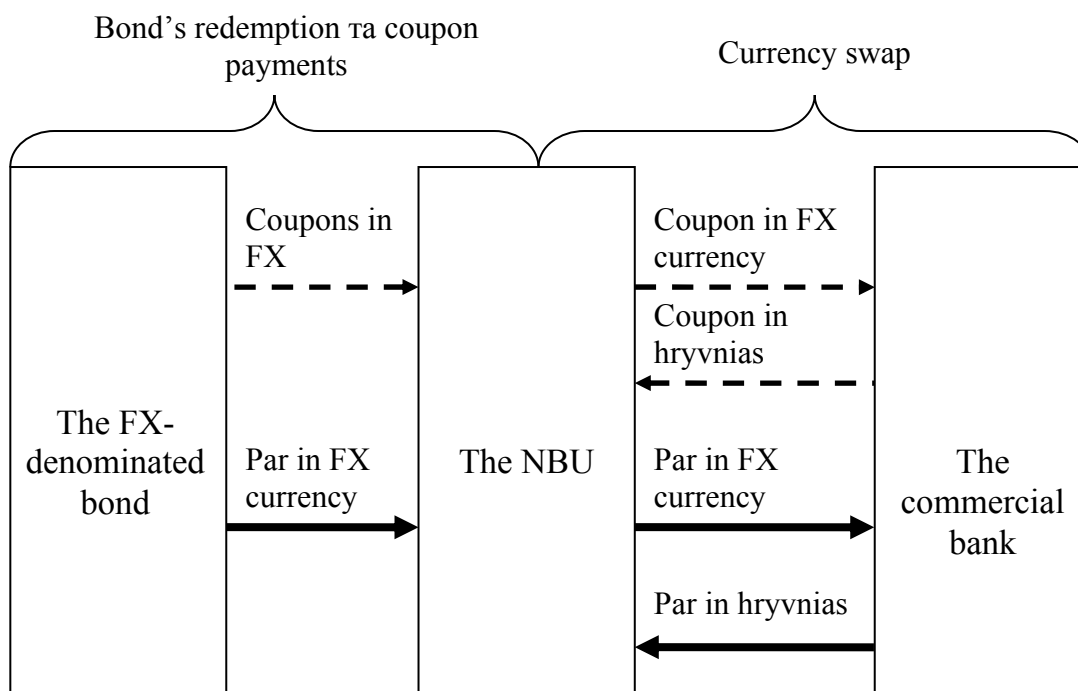 Bond’s redemption та coupon
payments
Currency swap
Coupons in
FX
Coupon in FX
currency
Coupon in
hryvnias
The FX-
denominated
bond
Par in FX
currency
The NBU
Par in FX
currency
The
commercial
bank
Par in hryvnias